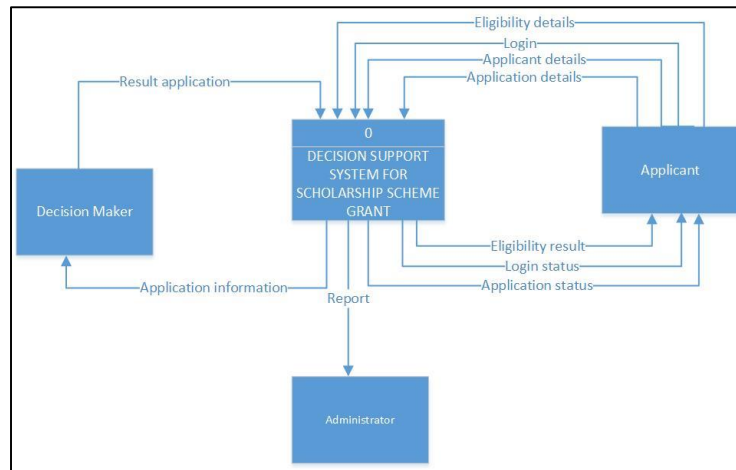 Eligibility details
Login
Applicant details
Application details
Result application
0
DECISION SUPPORT
SYSTEM FOR
SCHOLARSHIP SCHEME
GRANT
Applicant
Decision Maker
Eligibility result
Login status
Application status
Application information
Report
Administrator